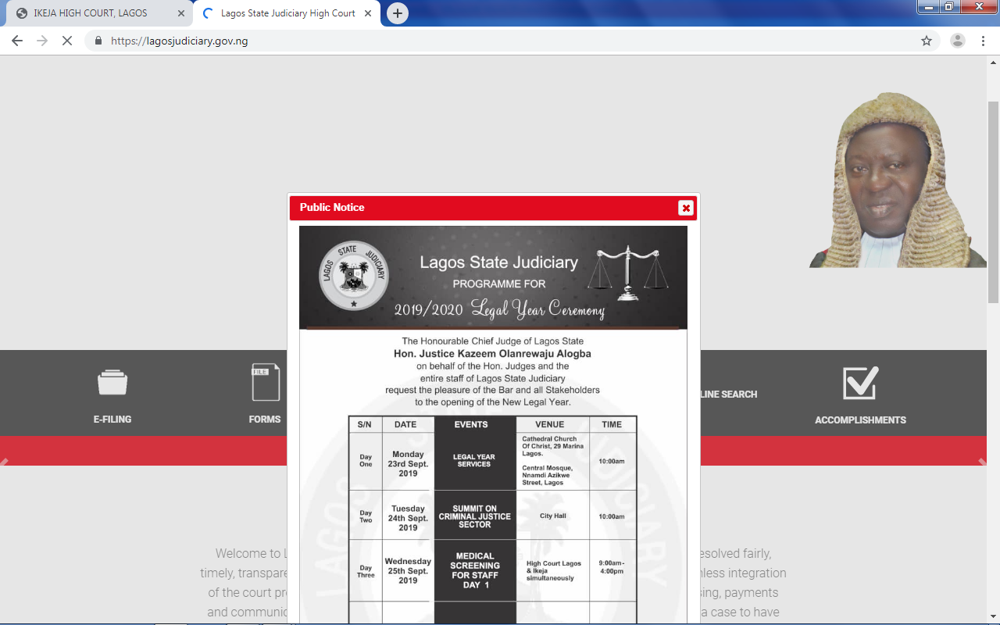 IKEJA HIGH COURT, LAGOS
Lagos State Judiciary High Court
https://lagosjudiciary.gov.ng
Public Notice
LAGOS STATE JUDICIARY
Lagos State Judiciary
PROGRAMME FOR
2019/2020 Legal Year Ceremony
The Honourable Chief Judge of Lagos State
Hon. Justice Kazeem Olanrewaju Alogba
on behalf of the Hon. Judges and the
entire staff of Lagos State Judiciary
request the pleasure of the Bar and all Stakeholders
to the opening of the New Legal Year.
S/N DATE EVENTS VENUE TIME
Day
One
Monday
23rd Sept.
2019
LEGAL YEAR
SERVICES
Cathedral Church
Of Christ, 29 Marina
Lagos.
Central Mosque,
Nnamdi Azikwe
Street, Lagos
10:00am
Day
Two
Tuesday
24th Sept.
2019
SUMMIT ON
CRIMINAL JUSTICE
SECTOR
City Hall
10:00am
Day
Three
Wednesday
25th Sept.
2019
MEDICAL
SCREENING
FOR STAFF
DAY 1
High Court Lagos
& Ikeja
simultaneously
9:00am-
4:00pm
E-FILING
FILE
FORMS
LINE SEARCH
ACCOMPLISHMENTS
Welcome to L
esolved fairly,
timely, transpare
nless integration
of the court pr
sing, payments
and communic
a case to have